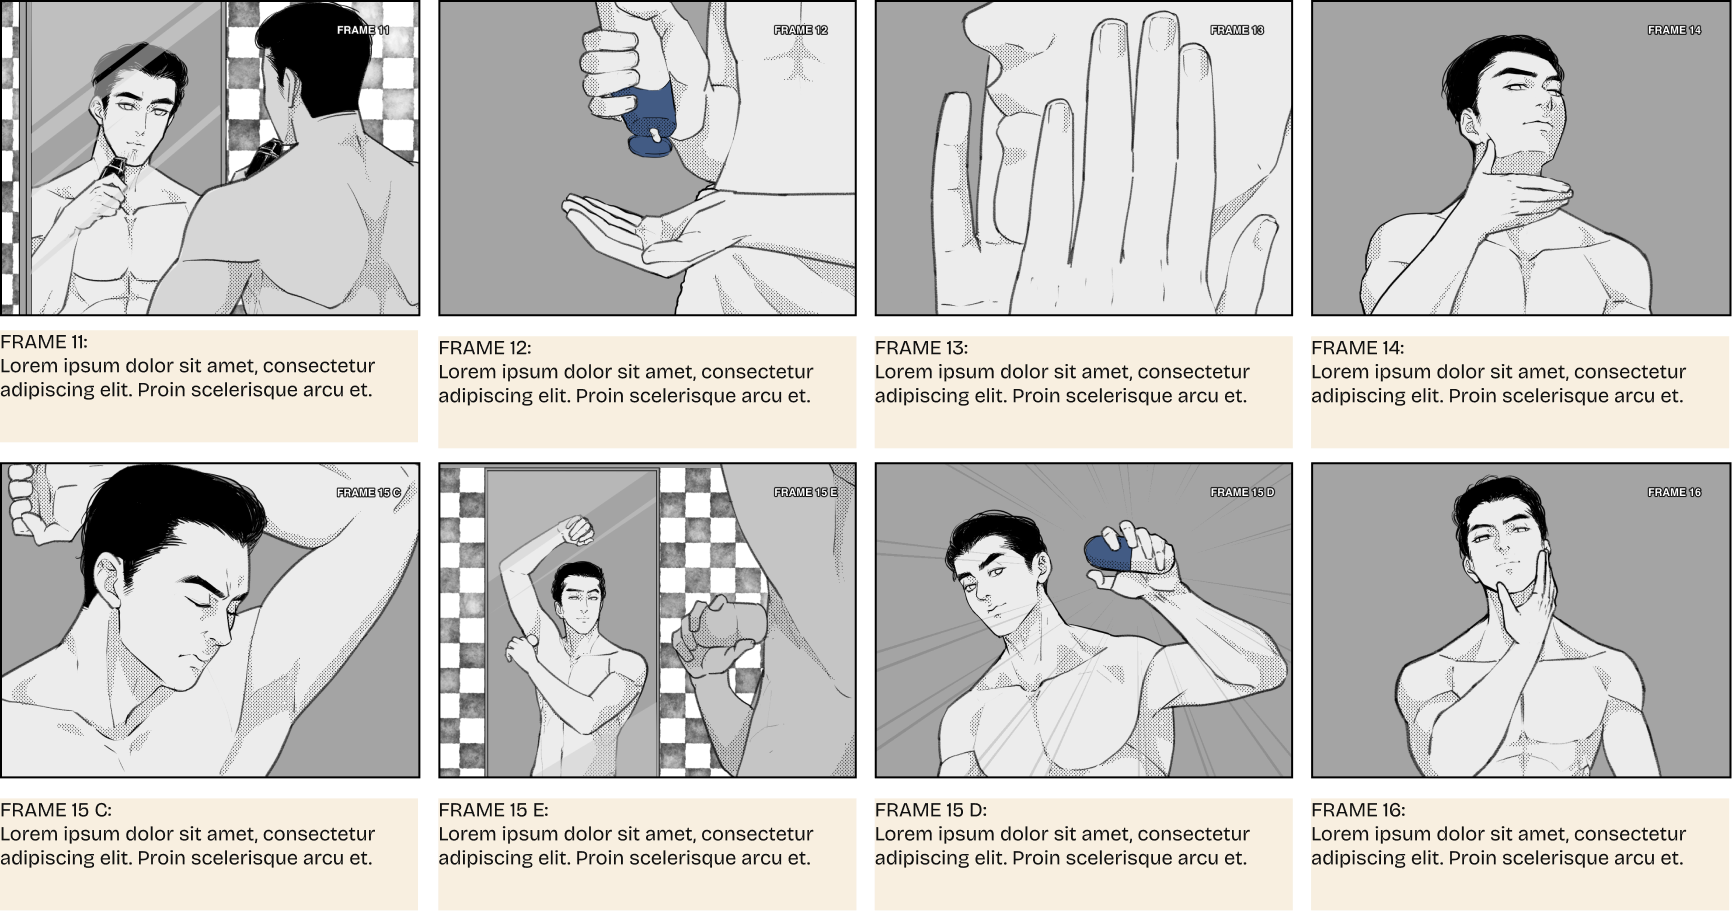 FRAME 11
FRAME 12
FRAME 13
FRAME 14
FRAME 11:
Lorem ipsum dolor sit amet, consectetur
adipiscing elit. Proin scelerisque arcu et.
FRAME 12:
Lorem ipsum dolor sit amet, consectetur
adipiscing elit. Proin scelerisque arcu et.
FRAME 13:
Lorem ipsum dolor sit amet, consectetur
adipiscing elit. Proin scelerisque arcu et.
FRAME 14:
Lorem ipsum dolor sit amet, consectetur
adipiscing elit. Proin scelerisque arcu et.
FRAME 15 C
FRAME 15 E
FRAME 15 D
FRAME 16
FRAME 15 C:
Lorem ipsum dolor sit amet, consectetur
adipiscing elit. Proin scelerisque arcu et.
FRAME 15 E:
Lorem ipsum dolor sit amet, consectetur
adipiscing elit. Proin scelerisque arcu et.
FRAME 15 D:
Lorem ipsum dolor sit amet, consectetur
adipiscing elit. Proin scelerisque arcu et.
FRAME 16:
Lorem ipsum dolor sit amet, consectetur
adipiscing elit. Proin scelerisque arcu et.